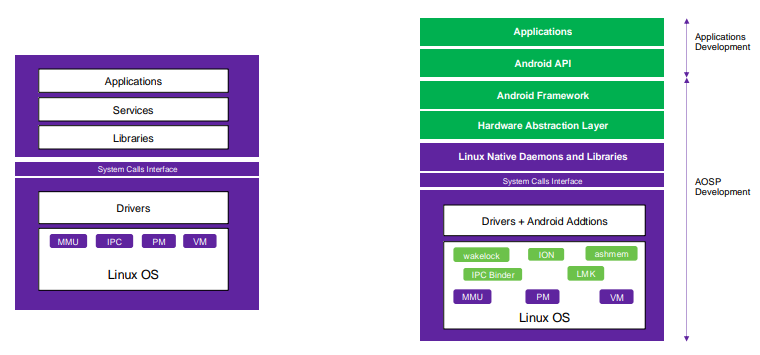 Applications
Services
Libraries
System Calls Interface
Drivers
MMU IPC PM VM
Linux OS
Applications
Android API
Android Framework
Hardware Abstraction Layer
Linux Native Daemons and Libraries
System Calls Interface
Drivers + Android Addtions
wakelock ION ashmem
IPC Binder LMK
MMU PM VM
Linux OS
Applications
Development
AOSP
Development